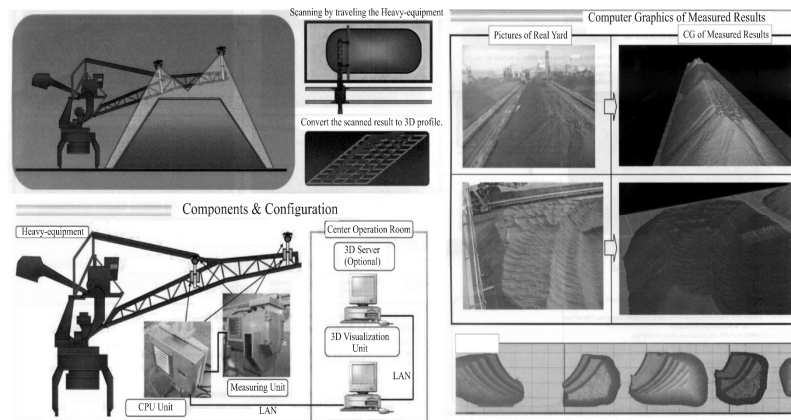 Scanning by traveling the Heavy-equipment
Convert the scanned result to 3D profile.
Components & Configuration
Heavy-equipment
Center Operation Room
3D Server
(Optional)
3D Visualization
Unit
LAN
Measuring Unit
CPU Unit
LAN
Computer Graphics of Measured Results
Pictures of Real Yard
CG of Measured Results